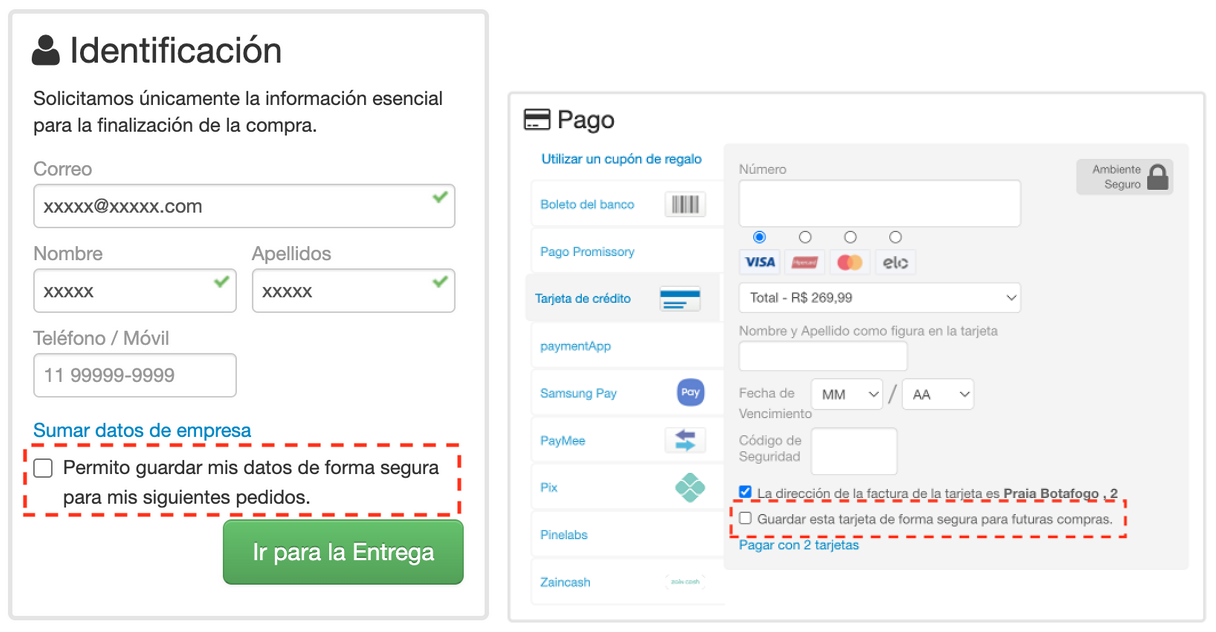 Identificación
Solicitamos únicamente la información esencial
para la finalización de la compra.
Correo
xxxxx@xxxxx.com
Nombre
Apellidos
xxxxx
xxxxx
Teléfono / Móvil
11 99999-9999
Sumar datos de empresa
Permito guardar mis datos de forma segura
para mis siguientes pedidos.
Ir para la Entrega
Pago
Utilizar un cupón de regalo
Boleto del banco
Pago Promissory
Tarjeta de crédito
paymentApp
Samsung Pay
Pay
PayMee
Pix
Pinelabs
Zaincash
zain cash
Número
Ambiente
Seguro
VISA
Hipercard
elo
Total - R$ 269,99
Nombre y Apellido como figura en la tarjeta
Fecha de
Vencimiento
MM / AA
Código de
Seguridad
La dirección de la factura de la tarjeta es Praia Botafogo , 2
Guardar esta tarjeta de forma segura para futuras compras.
Pagar con 2 tarjetas